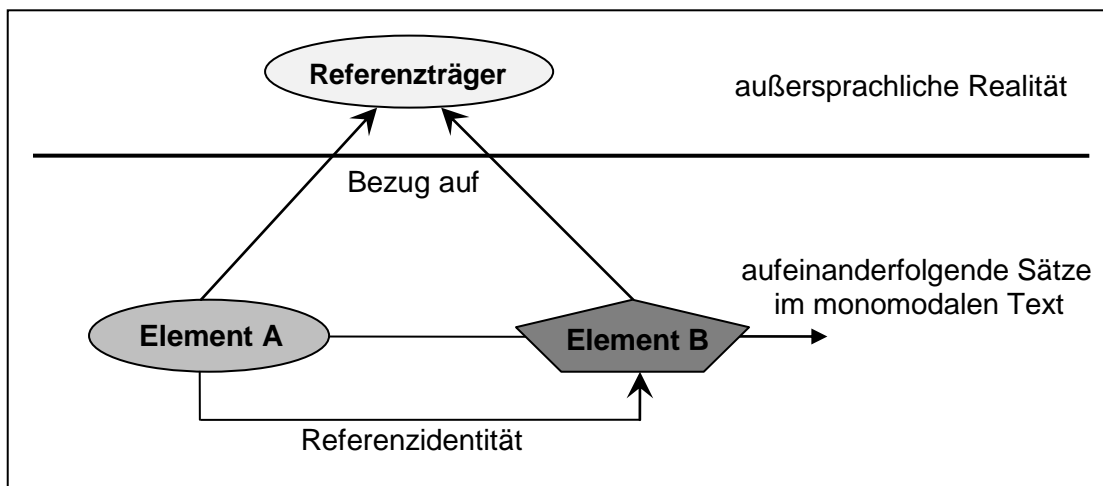 Referenzträger
außersprachliche Realität
Bezug auf
aufeinanderfolgende Sätze
im monomodalen Text
Element A
Element B
Referenzidentität